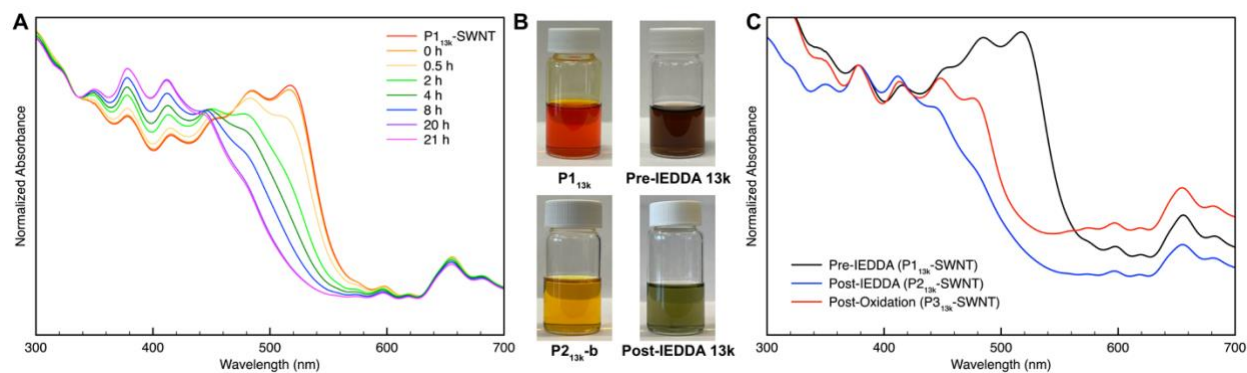 A
Normalized Absorbance
P1₁₃ₖ-SWNT
0 h
0.5 h
2 h
4 h
8 h
20 h
21 h
300 400 500 600 700
Wavelength (nm)
B
P1₁₃ₖ Pre-IEDDA 13k
P2₁₃ₖ-b Post-IEDDA 13k
C
Normalized Absorbance
Pre-IEDDA (P1₁₃ₖ-SWNT)
Post-IEDDA (P2₁₃ₖ-SWNT)
Post-Oxidation (P3₁₃ₖ-SWNT)
300 400 500 600 700
Wavelength (nm)